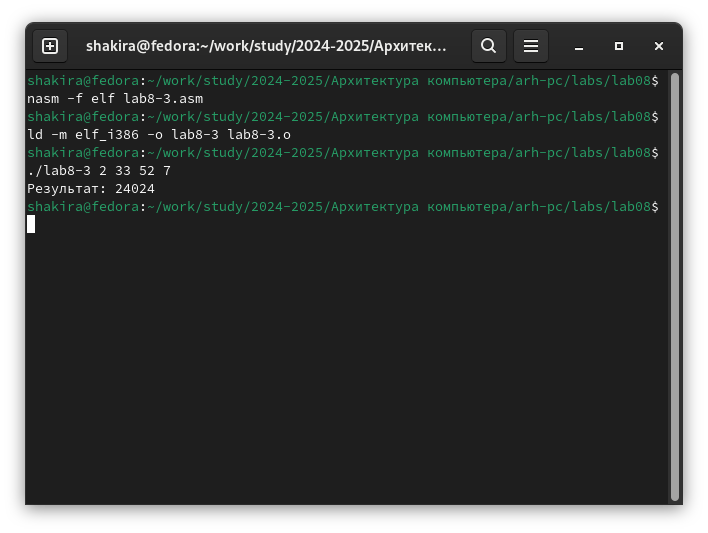 shakira@fedora:~/work/study/2024-2025/Архитек...
shakira@fedora:~/work/study/2024-2025/Архитектура компьютера/arh-pc/labs/lab08$
nasm -f elf lab8-3.asm
shakira@fedora:~/work/study/2024-2025/Архитектура компьютера/arh-pc/labs/lab08$
ld -m elf_i386 -o lab8-3 lab8-3.o
shakira@fedora:~/work/study/2024-2025/Архитектура компьютера/arh-pc/labs/lab08$
./lab8-3 2 33 52 7
Результат: 24024
shakira@fedora:~/work/study/2024-2025/Архитектура компьютера/arh-pc/labs/lab08$